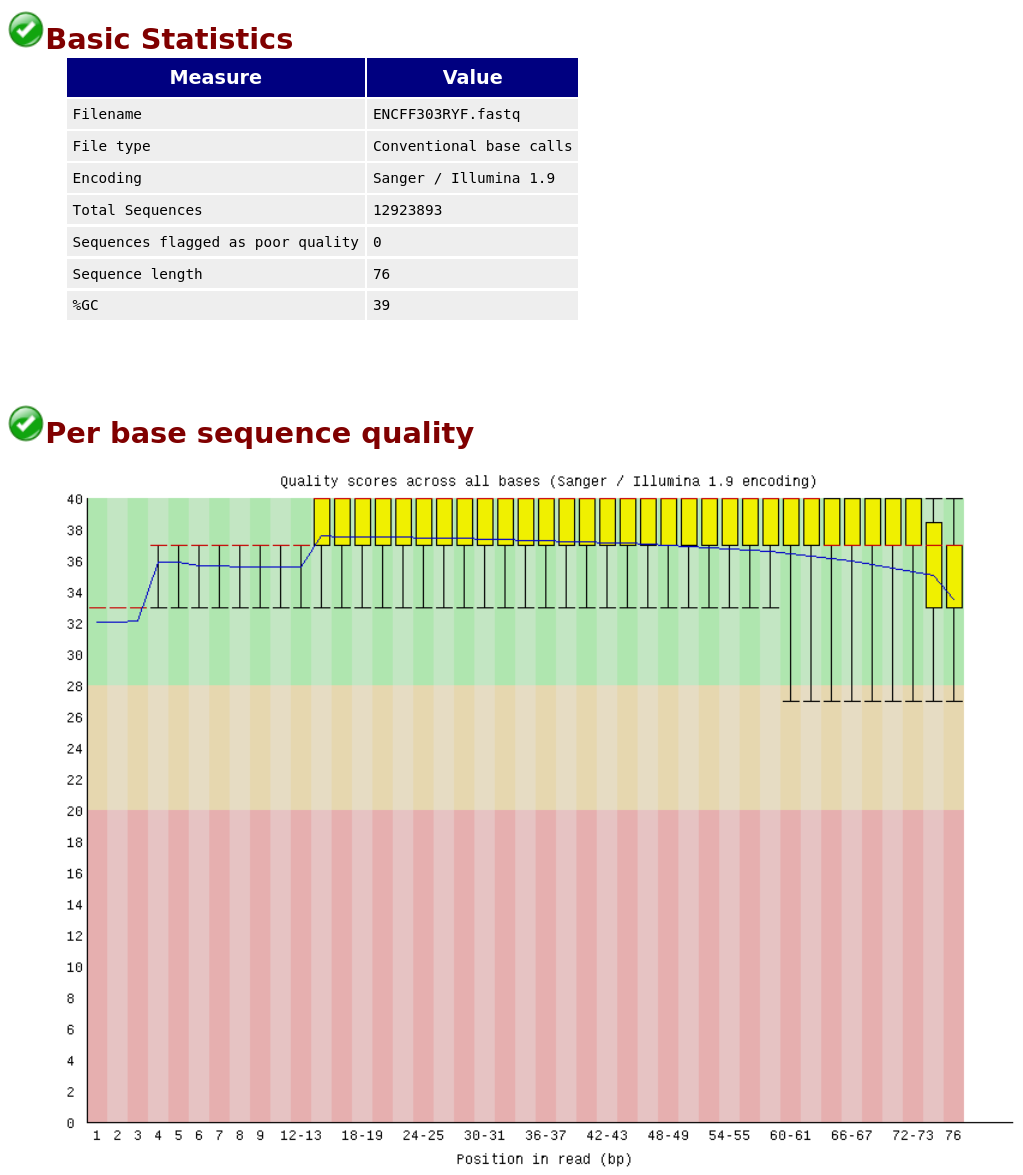 Basic Statistics
Measure Value
Filename ENCFF303RYF.fastq
File type Conventional base calls
Encoding Sanger / Illumina 1.9
Total Sequences 12923893
Sequences flagged as poor quality 0
Sequence length 76
%GC 39
Per base sequence quality
Quality scores across all bases (Sanger / Illumina 1.9 encoding)
40
38
36
34
32
30
28
26
24
22
20
18
16
14
12
10
8
6
4
2
0
1 2 3 4 5 6 7 8 9 12-13 18-19 24-25 30-31 36-37 42-43 48-49 54-55 60-61 66-67 72-73 76
Position in read (bp)